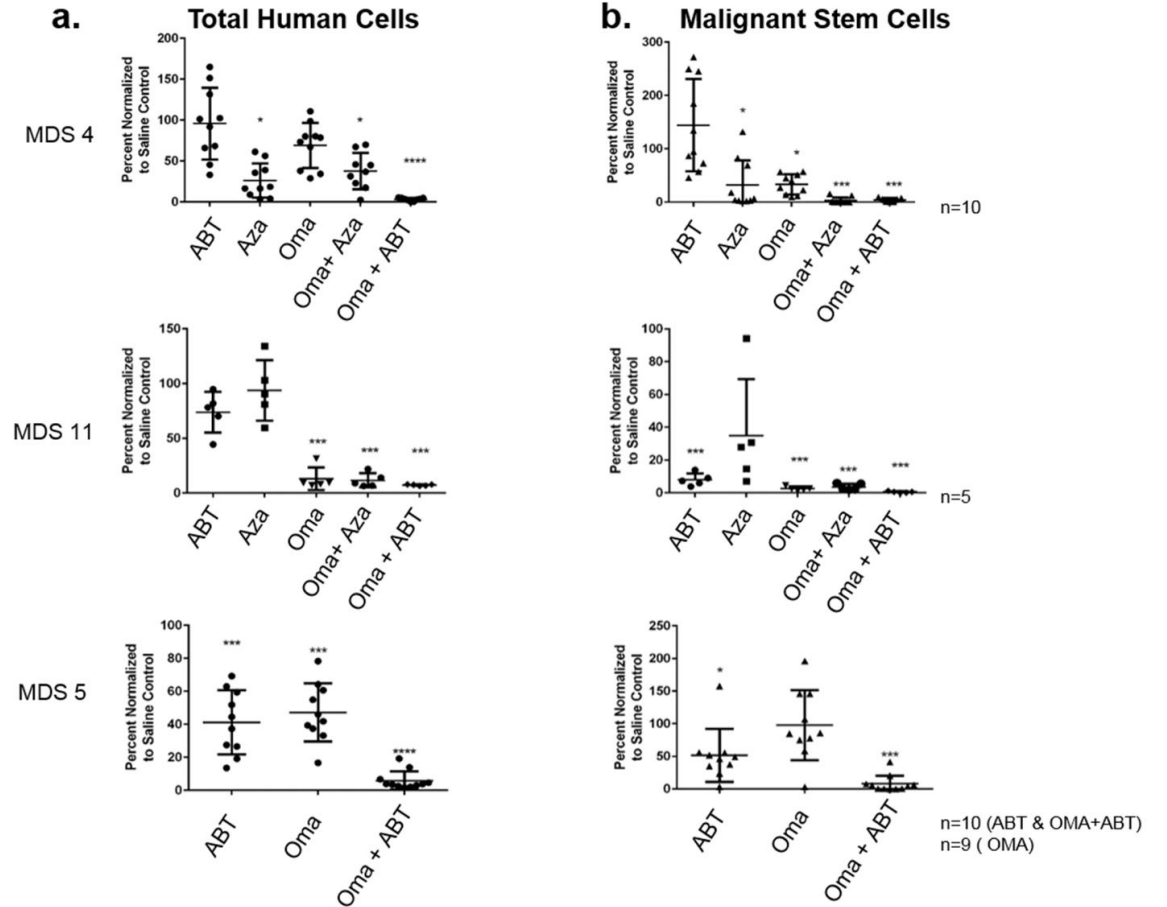 a. Total Human Cells
b. Malignant Stem Cells
MDS 4
Percent Normalized
to Saline Control
200
150
100
50
0
*
*
****
ABT
Aza
Oma
Oma+ Aza
Oma + ABT
Percent Normalized
to Saline Control
300
200
100
0
*
*
***
***
ABT
Aza
Oma
Oma+ Aza
Oma + ABT
n=10
MDS 11
Percent Normalized
to Saline Control
150
100
50
0
***
***
***
ABT
Aza
Oma
Oma+ Aza
Oma + ABT
Percent Normalized
to Saline Control
100
80
60
40
20
0
***
***
***
***
ABT
Aza
Oma
Oma+ Aza
Oma + ABT
n=5
MDS 5
Percent Normalized
to Saline Control
100
80
60
40
20
0
***
***
****
ABT
Oma
Oma + ABT
Percent Normalized
to Saline Control
250
200
150
100
50
0
*
***
ABT
Oma
Oma + ABT
n=10 (ABT & OMA+ABT)
n=9 ( OMA)